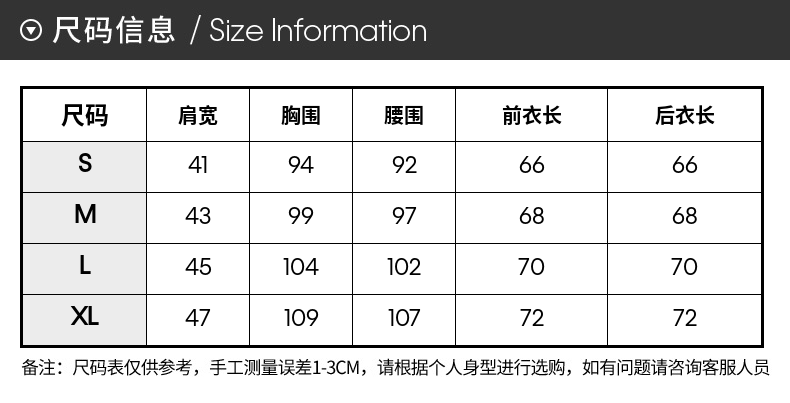 尺码信息 / Size Information
尺码 肩宽 胸围 腰围 前衣长 后衣长
S 41 94 92 66 66
M 43 99 97 68 68
L 45 104 102 70 70
XL 47 109 107 72 72
备注：尺码表仅供参考，手工测量误差1-3CM，请根据个人身型进行选购，如有问题请咨询客服人员